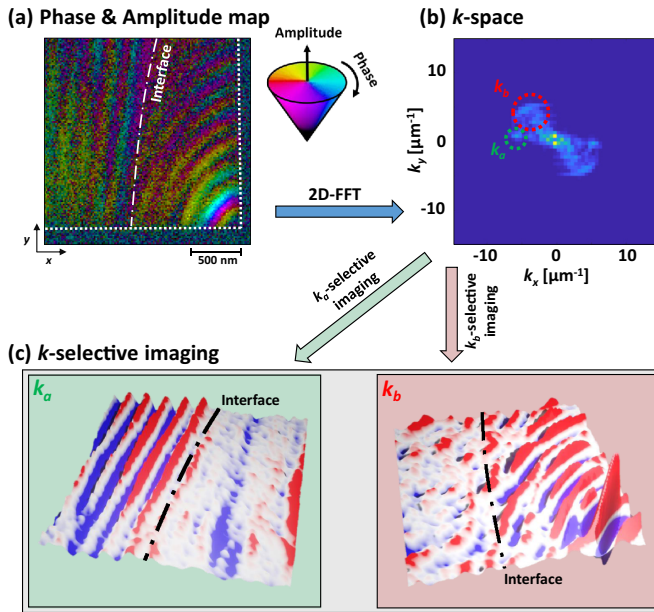 (a) Phase & Amplitude map
Interface
y
x
500 nm
Amplitude
Phase
2D-FFT
(b) k-space
k_y [µm⁻¹]
10
0
-10
k_b
k_a
-10
0
10
k_x [µm⁻¹]
k_a-selective
imaging
k_b-selective
imaging
(c) k-selective imaging
k_a
Interface
k_b
Interface